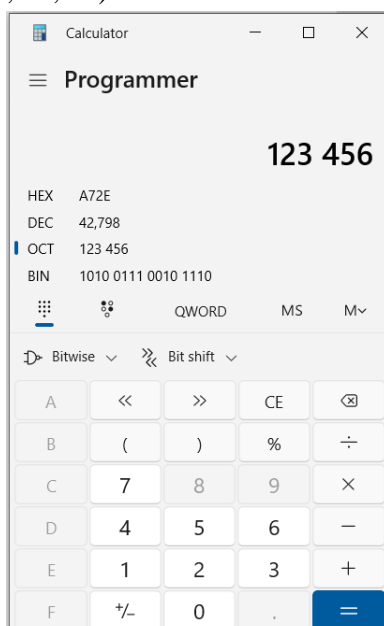 Calculator
Programmer
123 456
HEX A72E
DEC 42,798
OCT 123 456
BIN 1010 0111 0010 1110
QWORD MS M
Bitwise Bit shift
A << >> CE
B ( ) % ÷
C 7 8 9 ×
D 4 5 6 −
E 1 2 3 +
F +/− 0 . =